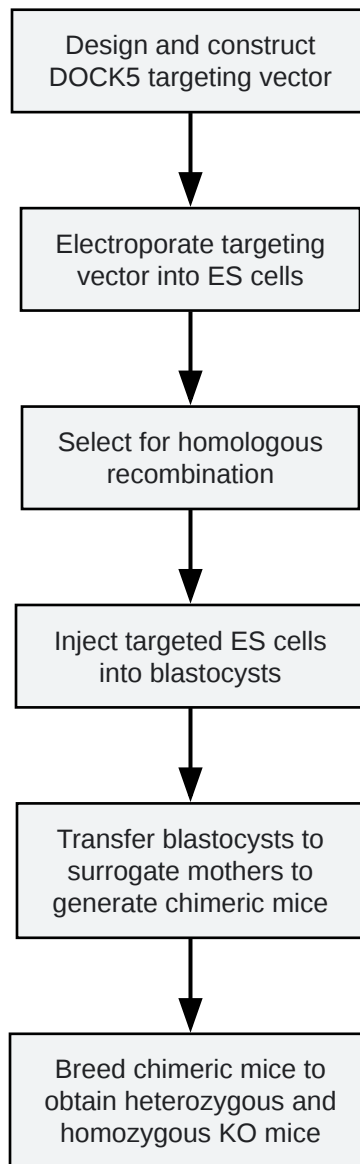 Design and construct
DOCK5 targeting vector
Electroporate targeting
vector into ES cells
Select for homologous
recombination
Inject targeted ES cells
into blastocysts
Transfer blastocysts to
surrogate mothers to
generate chimeric mice
Breed chimeric mice to
obtain heterozygous and
homozygous KO mice